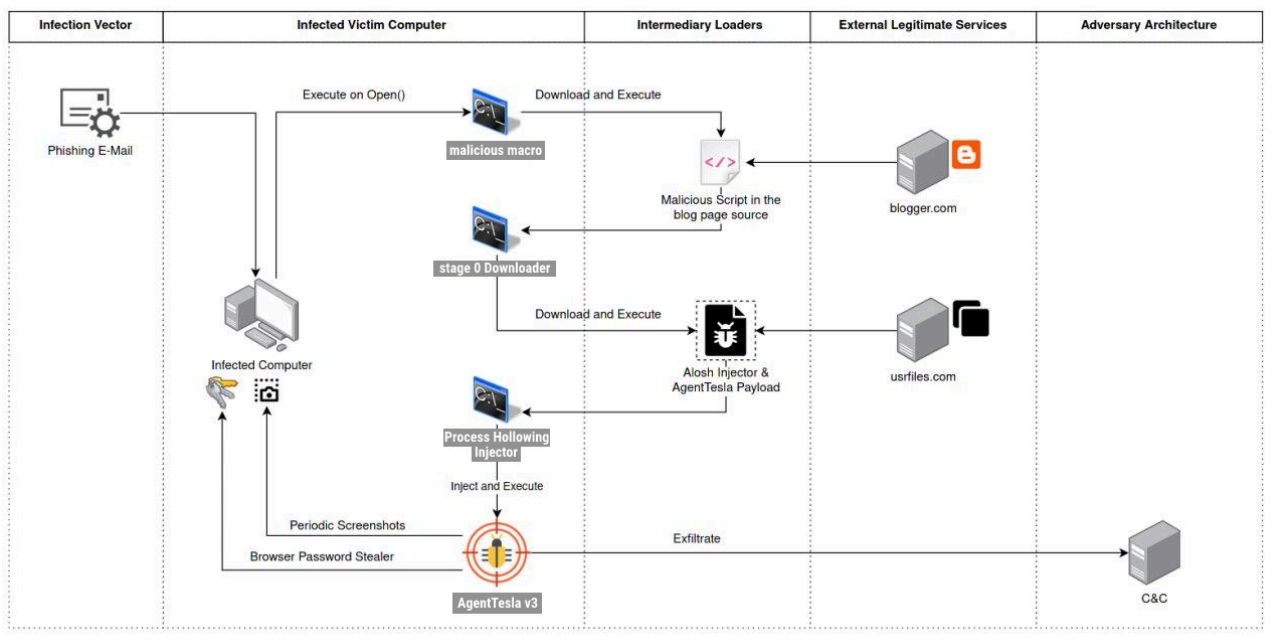 Infection Vector
Infected Victim Computer
Intermediary Loaders
External Legitimate Services
Adversary Architecture
Phishing E-Mail
Execute on Open()
malicious macro
Download and Execute
Malicious Script in the
blog page source
blogger.com
stage 0 Downloader
Download and Execute
Alosh Injector &
AgentTesla Payload
usrfiles.com
Infected Computer
Process Hollowing
Injector
Inject and Execute
Periodic Screenshots
Browser Password Stealer
AgentTesla v3
Exfiltrate
C&C